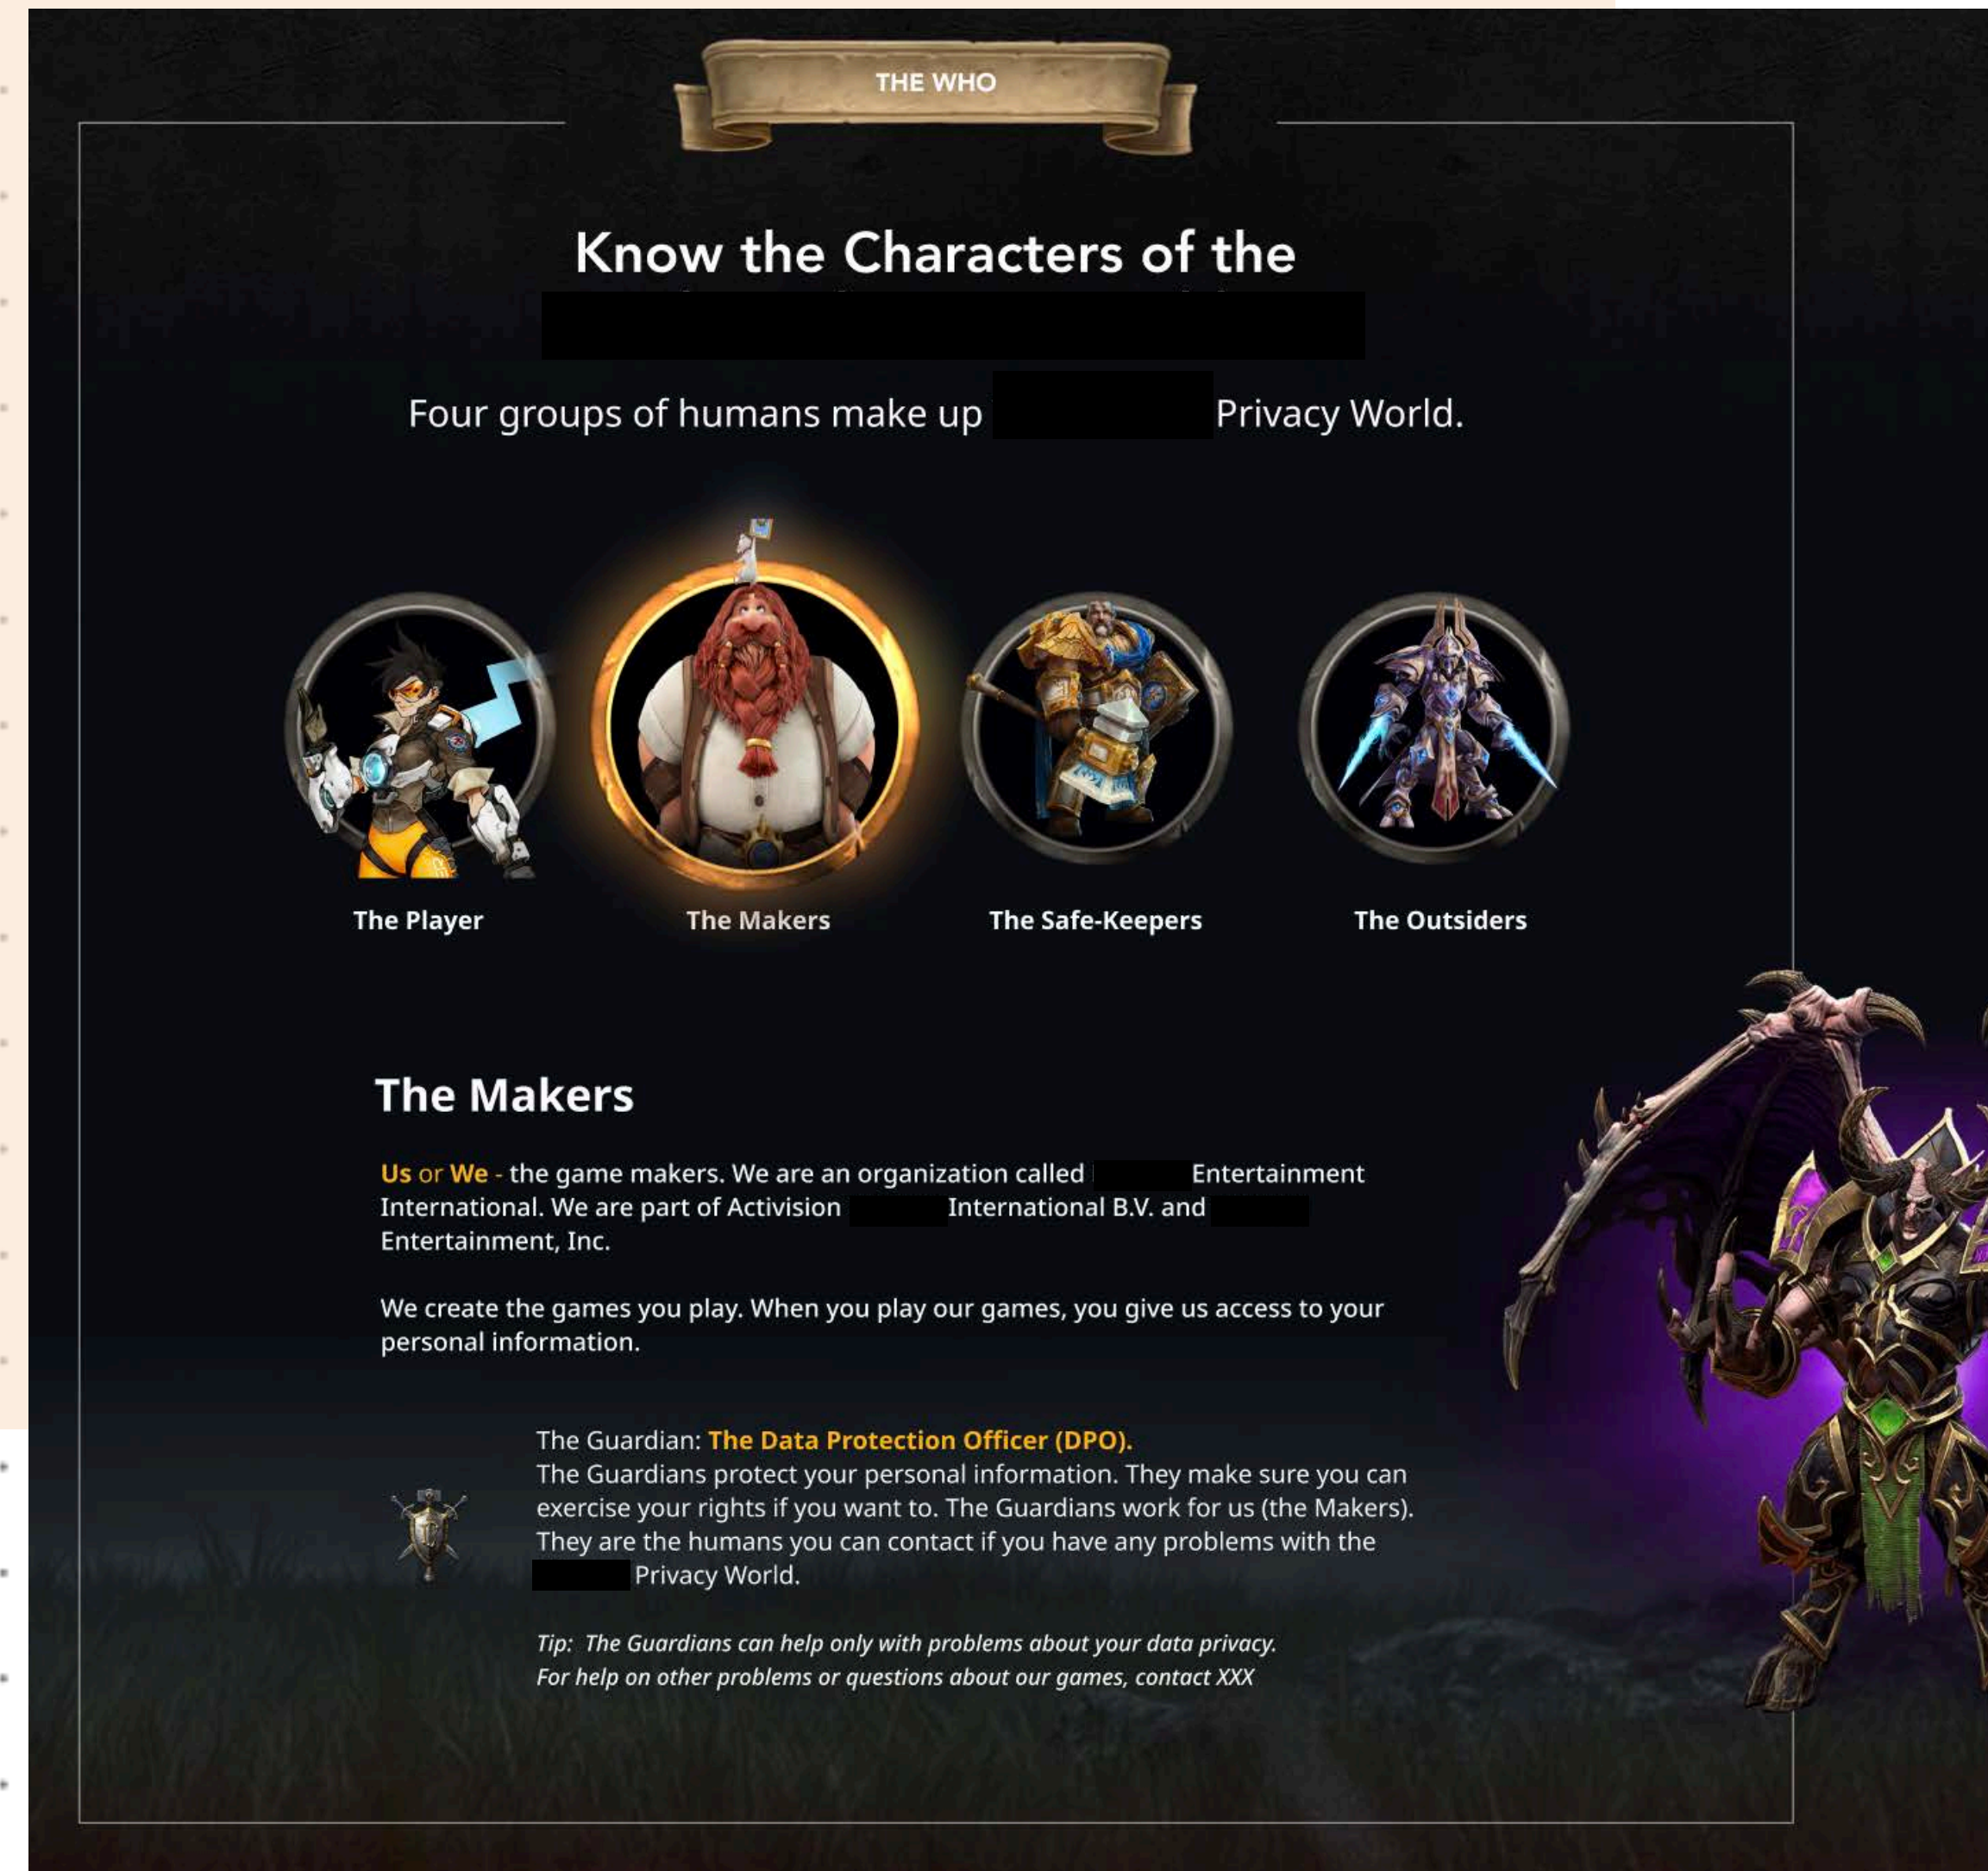 THE WHO
Know the Characters of the
Four groups of humans make up Privacy World.
The Player
The Makers
The Safe-Keepers
The Outsiders
The Makers
Us or We - the game makers. We are an organization called Entertainment
International. We are part of Activision International B.V. and
Entertainment, Inc.
We create the games you play. When you play our games, you give us access to your
personal information.
The Guardian: The Data Protection Officer (DPO).
The Guardians protect your personal information. They make sure you can
exercise your rights if you want to. The Guardians work for us (the Makers).
They are the humans you can contact if you have any problems with the
Privacy World.
Tip: The Guardians can help only with problems about your data privacy.
For help on other problems or questions about our games, contact XXX